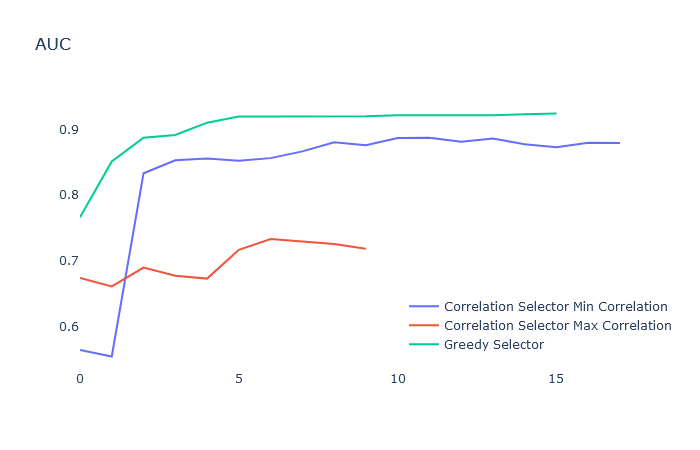 AUC
0.9
0.8
0.7
0.6
0
5
10
15
Correlation Selector Min Correlation
Correlation Selector Max Correlation
Greedy Selector